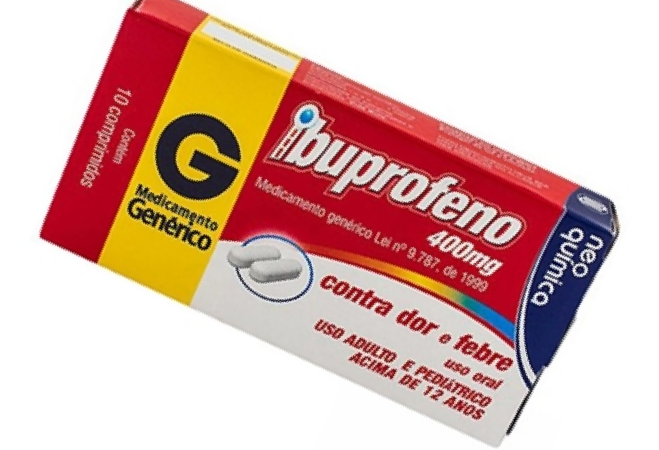 Contém
10 comprimidos
G
Medicamento
Genérico
ibuprofeno
400mg
Medicamento genérico Lei nº 9.787, de 1999
contra dor e febre
uso oral
USO ADULTO E PEDIÁTRICO
ACIMA DE 12 ANOS
neo
química